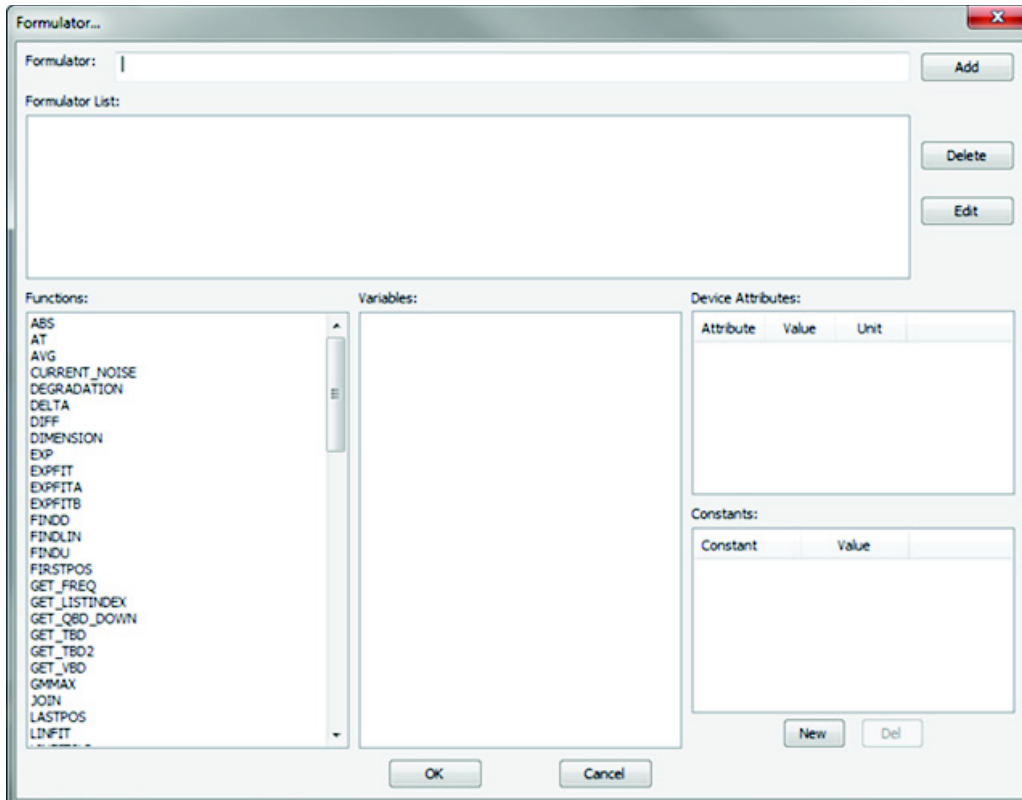 Formulator...
Formulator:
Add
Formulator List:
Delete
Edit
Functions:
Variables:
Device Attributes:
ABS
AT
AVG
CURRENT_NOISE
DEGRADATION
DELTA
DIFF
DIMENSION
EXP
EXPFIT
EXPFITA
EXPFITB
FINDD
FINDLIN
FINDU
FIRSTPOS
GET_FREQ
GET_LISTINDEX
GET_QBD_DOWN
GET_TBD
GET_TBD2
GET_VBD
GMMAX
JOIN
LASTPOS
LINFIT
Attribute Value Unit
Constants:
Constant Value
New Del
OK Cancel